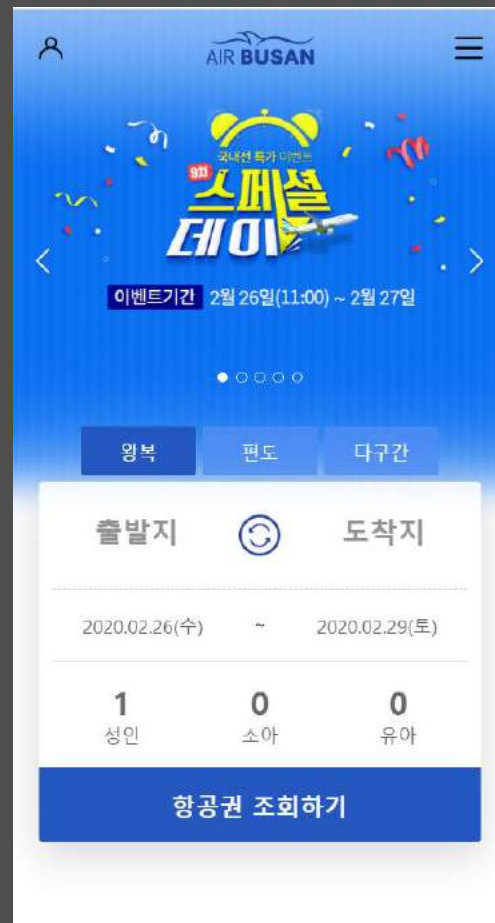 AIR BUSAN
국내선 특가 이벤트
스페셜
데이
이벤트기간 2월 26일(11:00) ~ 2월 27일
왕복 편도 다구간
출발지 도착지
2020.02.26(수) ~ 2020.02.29(토)
1 0 0
성인 소아 유아
항공권 조회하기